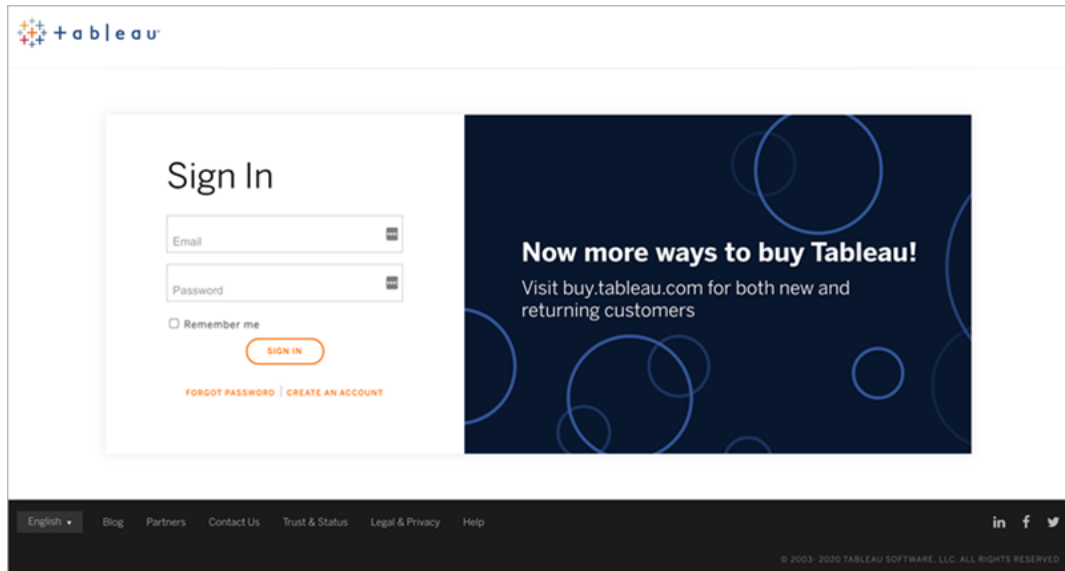 +ableau
Sign In
Email
Password
Remember me
SIGN IN
FORGOT PASSWORD | CREATE AN ACCOUNT
Now more ways to buy Tableau!
Visit buy.tableau.com for both new and
returning customers
English
Blog
Partners
Contact Us
Trust & Status
Legal & Privacy
Help
in f
© 2003- 2020 TABLEAU SOFTWARE, LLC. ALL RIGHTS RESERVED